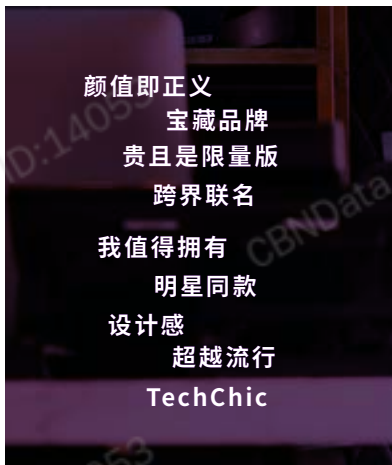 颜值即正义
宝藏品牌
贵且是限量版
跨界联名
我值得拥有
CBNData
明星同款
设计感
超越流行
TechChic